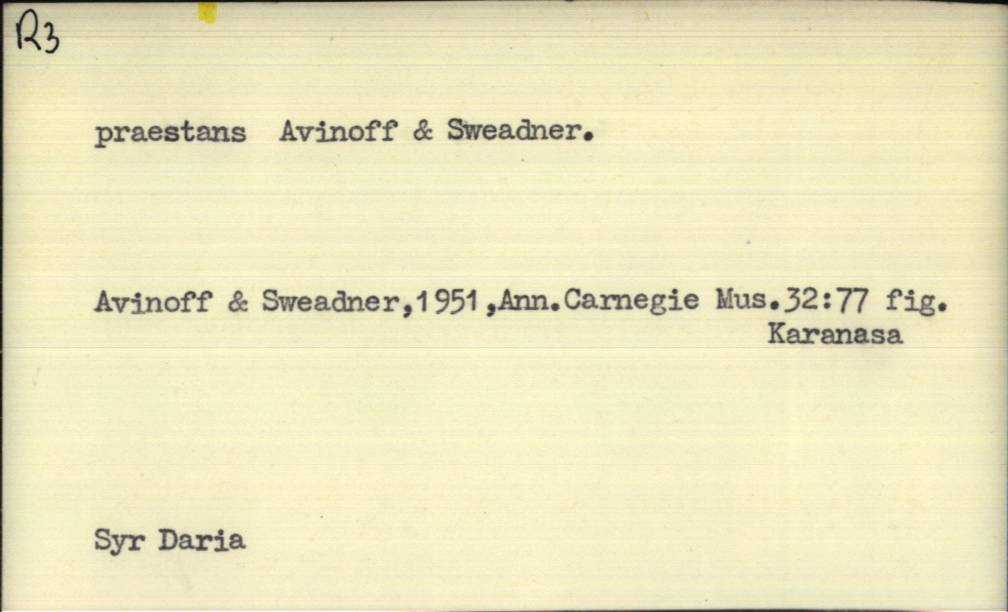 R3
praestans Avinoff & Sweadner.
Avinoff & Sweadner,1951,Ann.Carnegie Mus.32:77 fig.
Karanasa
Syr Daria